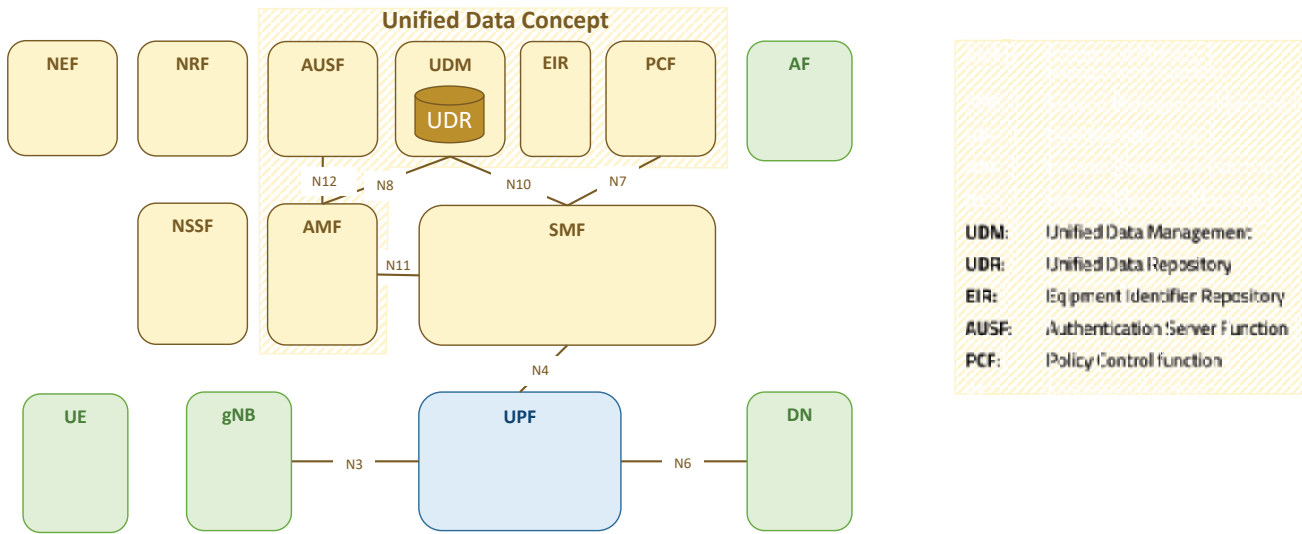 Unified Data Concept
NEF
NRF
AUSF
UDM
EIR
PCF
AF
UDR
N12
N8
N10
N7
NSSF
AMF
SMF
N11
N4
UE
gNB
UPF
DN
N3
N6
UDM: Unified Data Management
UDR: Unified Data Repository
EIR: Eqipment Identifier Repository
AUSF: Authentication Server Function
PCF: Policy Control function